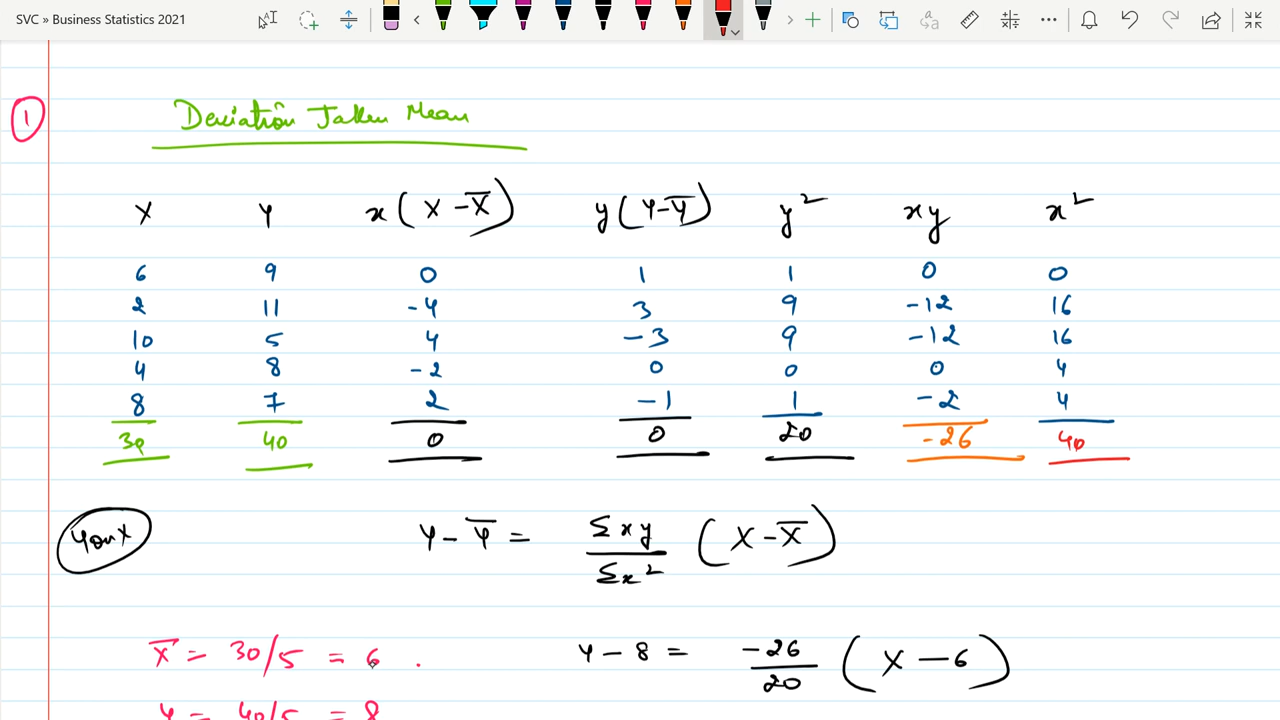 SVC » Business Statistics 2021
① Deviation Taken Mean
X Y x(X-X̅) y(Y-Y̅) y² xy x²
6 9 0 1 1 0 0
2 11 -4 3 9 -12 16
10 5 4 -3 9 -12 16
4 8 -2 0 0 0 4
8 7 2 -1 1 -2 4
30 40 0 0 20 -26 40
Y on X Y - Y̅ = Σxy/Σx² (X - X̅)
X̅ = 30/5 = 6 . Y - 8 = -26/20 (X - 6)
Y = 40/5 = 8